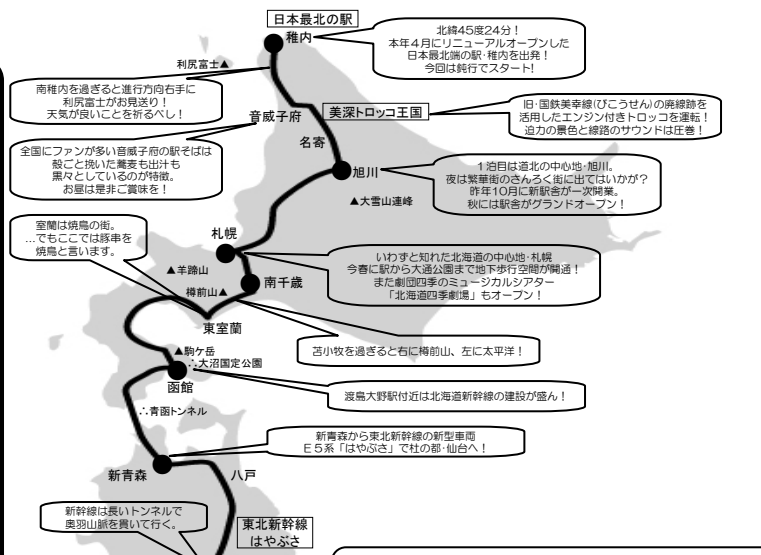 日本最北の駅
稚内
北緯45度24分！
本年４月にリニューアルオープンした
日本最北端の駅・稚内を出発！
今回は鈍行でスタート！
利尻富士▲
南稚内を過ぎると進行方向右手に
利尻富士がお見送り！
天気が良いことを祈るべし！
音威子府
美深トロッコ王国
旧・国鉄美幸線（びこうせん）の廃線跡を
活用したエンジン付きトロッコを運転！
迫力の景色と線路のサウンドは圧巻！
全国にファンが多い音威子府の駅そばは
殻ごと挽いた蕎麦も出汁も
黒々としているのが特徴。
お昼は是非ご賞味を！
名寄
旭川
１泊目は道北の中心地・旭川。
夜は繁華街のさんろく街に出てはいかが？
昨年１０月に新駅舎が一次開業。
秋には駅舎がグランドオープン！
▲大雪山連峰
室蘭は焼鳥の街。
…でもここでは豚串を
焼鳥と言います。
札幌
いわずと知れた北海道の中心地・札幌
今春に駅から大通公園まで地下歩行空間が開通！
また劇団四季のミュージカルシアター
「北海道四季劇場」もオープン！
▲羊蹄山
南千歳
樽前山▲
東室蘭
苫小牧を過ぎると右に樽前山、左に太平洋！
▲駒ケ岳
∴大沼国定公園
函館
渡島大野駅付近は北海道新幹線の建設が盛ん！
∴青函トンネル
新青森から東北新幹線の新型車両
Ｅ５系「はやぶさ」で杜の都・仙台へ！
新青森
八戸
新幹線は長いトンネルで
奥羽山脈を貫いて行く。
東北新幹線
はやぶさ